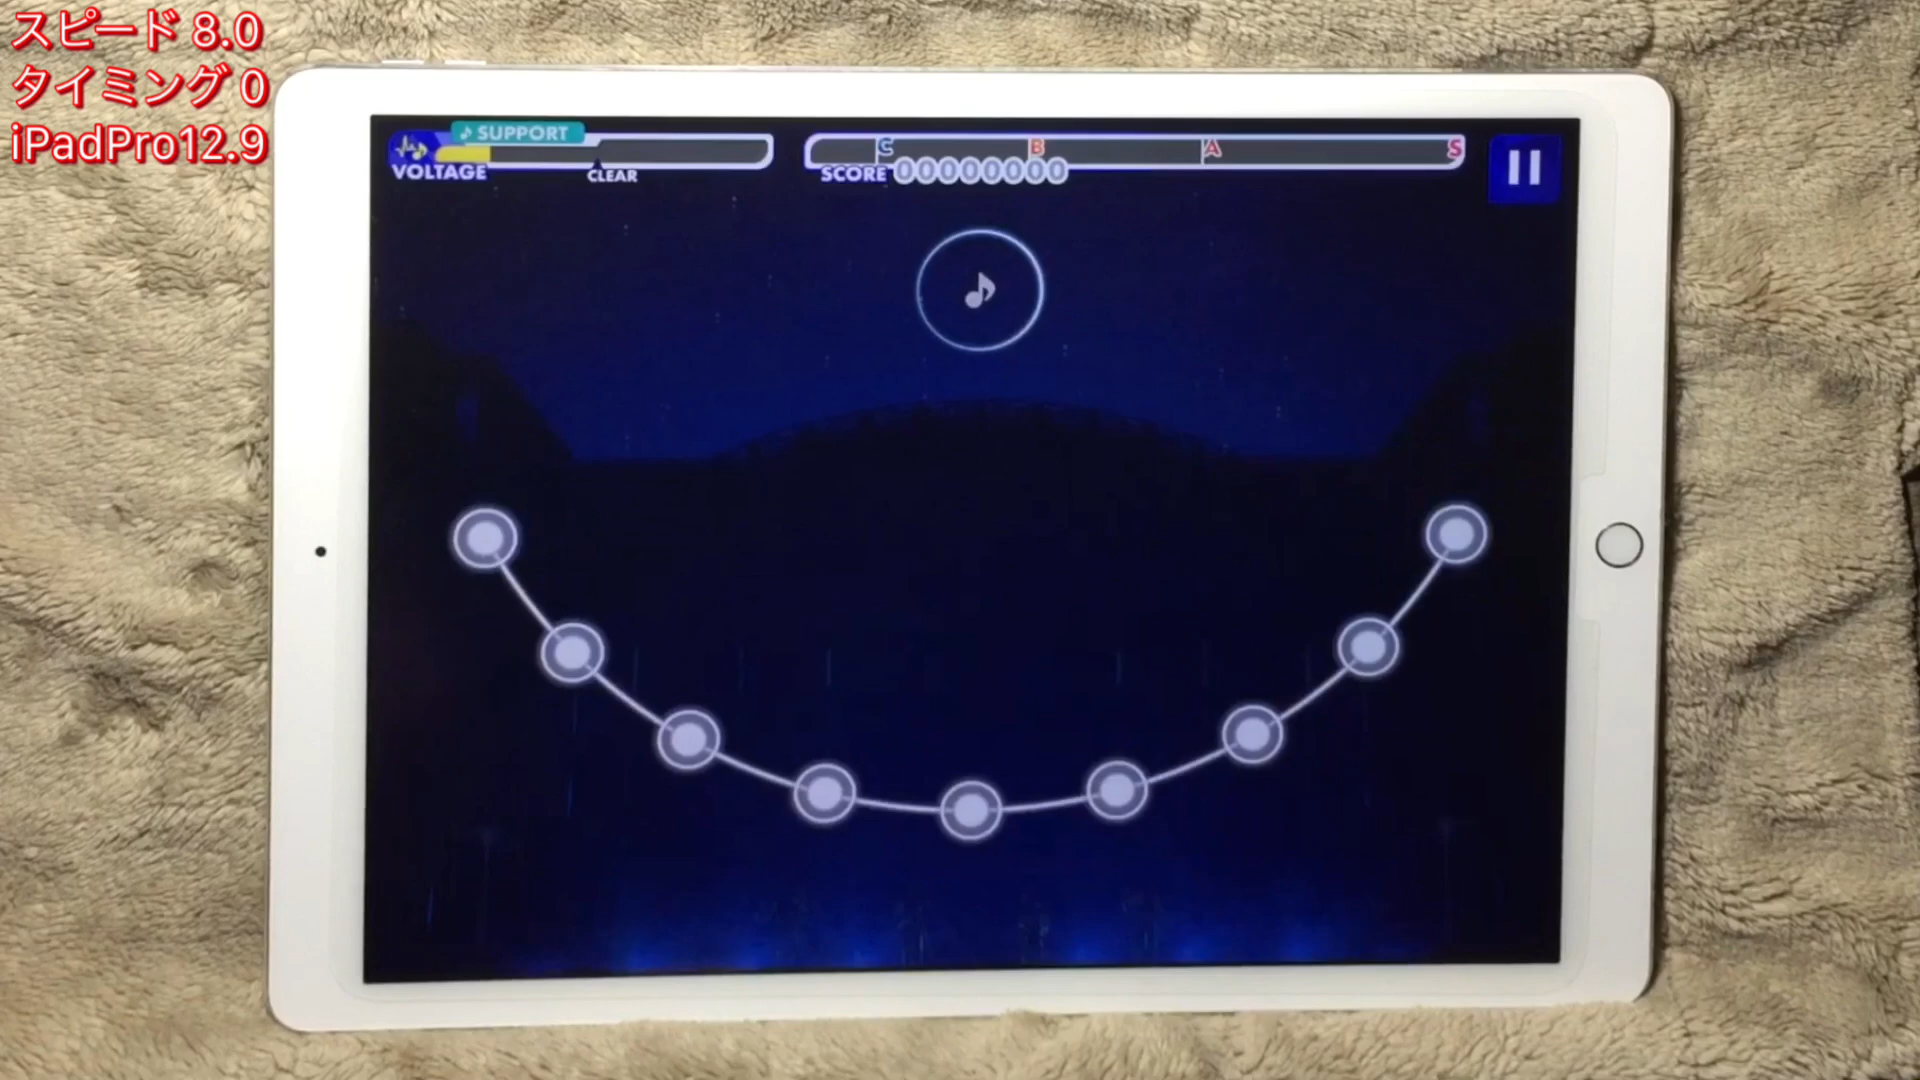 スピード 8.0
タイミング 0
iPadPro12.9
SUPPORT
VOLTAGE
CLEAR
C B A S
SCORE 00000000